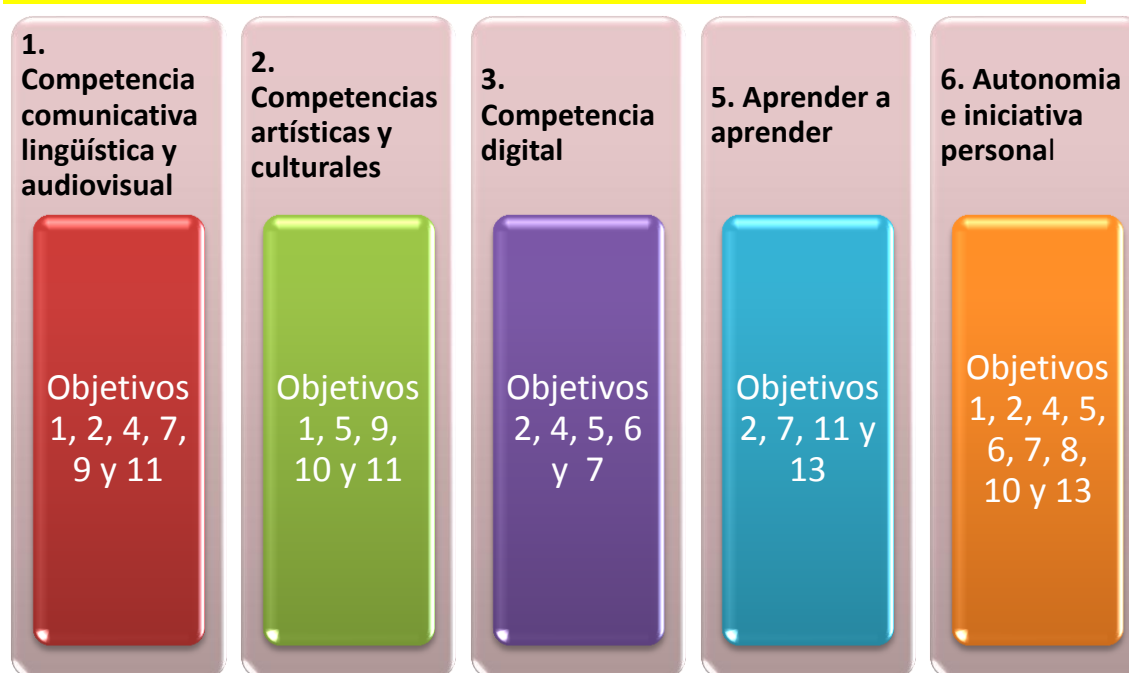 1.
Competencia
comunicativa
lingüística y
audiovisual
Objetivos
1, 2, 4, 7,
9 y 11
2.
Competencias
artísticas y
culturales
Objetivos
1, 5, 9,
10 y 11
3.
Competencia
digital
Objetivos
2, 4, 5, 6
y 7
5. Aprender a
aprender
Objetivos
2, 7, 11 y
13
6. Autonomia
e iniciativa
personal
Objetivos
1, 2, 4, 5,
6, 7, 8,
10 y 13